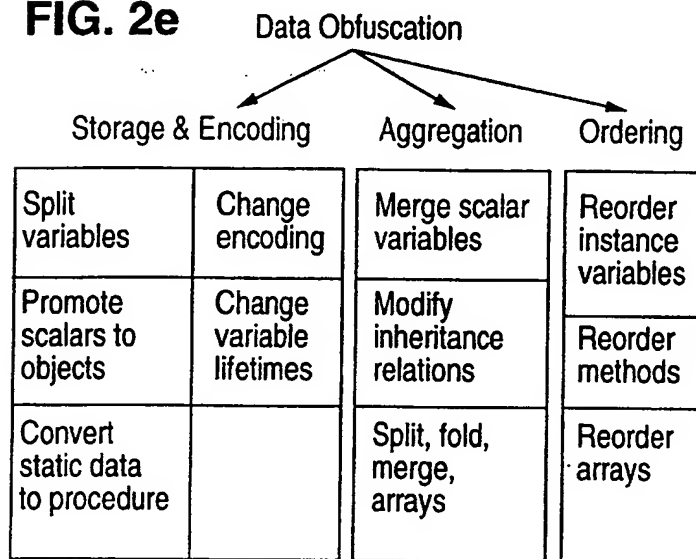 FIG. 2e
Data Obfuscation
Storage & Encoding
Aggregation
Ordering
Split
variables
Change
encoding
Merge scalar
variables
Reorder
instance
variables
Promote
scalars to
objects
Change
variable
lifetimes
Modify
inheritance
relations
Reorder
methods
Convert
static data
to procedure
Split, fold,
merge,
arrays
Reorder
arrays